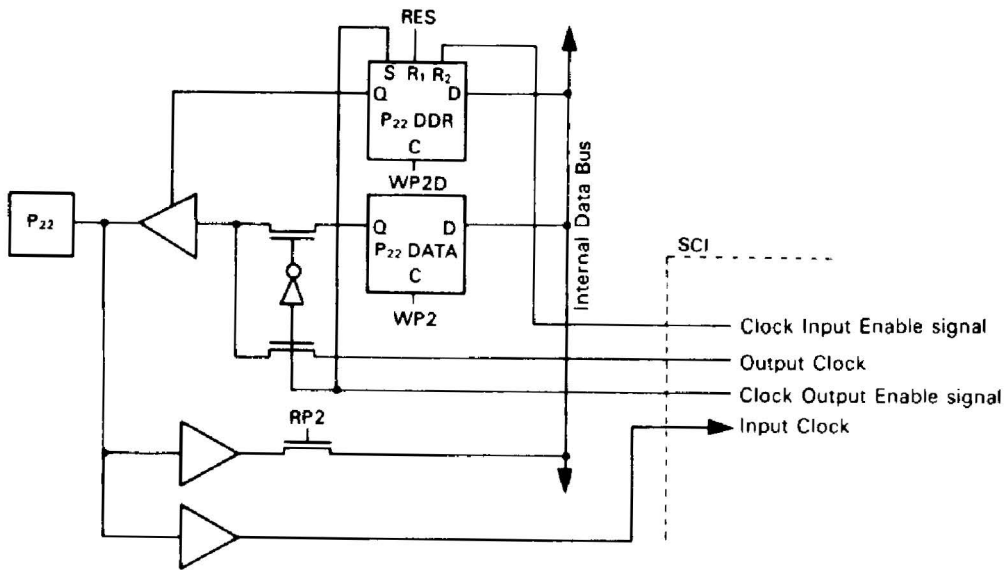 RES
S R₁ R₂
Q D
P₂₂ DDR
C
WP2D
P₂₂
Q D
P₂₂ DATA
C
WP2
Internal Data Bus
SCI
Clock Input Enable signal
Output Clock
Clock Output Enable signal
RP2
Input Clock